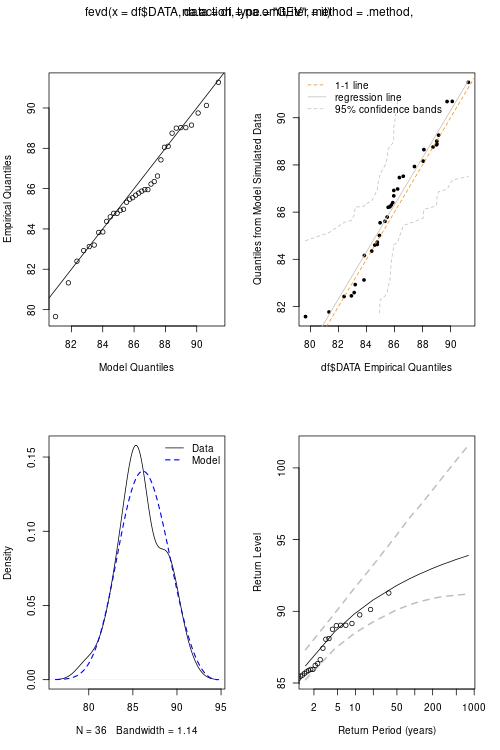 fevd(x = df$DATA, data = df, type = "GEV", method = .method,
Empirical Quantiles
90
88
86
84
82
80
82 84 86 88 90
Model Quantiles
Quantiles from Model Simulated Data
90
88
86
84
82
1-1 line
regression line
95% confidence bands
80 82 84 86 88 90
df$DATA Empirical Quantiles
Density
0.15
0.10
0.05
0.00
Data
Model
80 85 90 95
N = 36 Bandwidth = 1.14
Return Level
100
95
90
85
2 5 10 50 200 1000
Return Period (years)